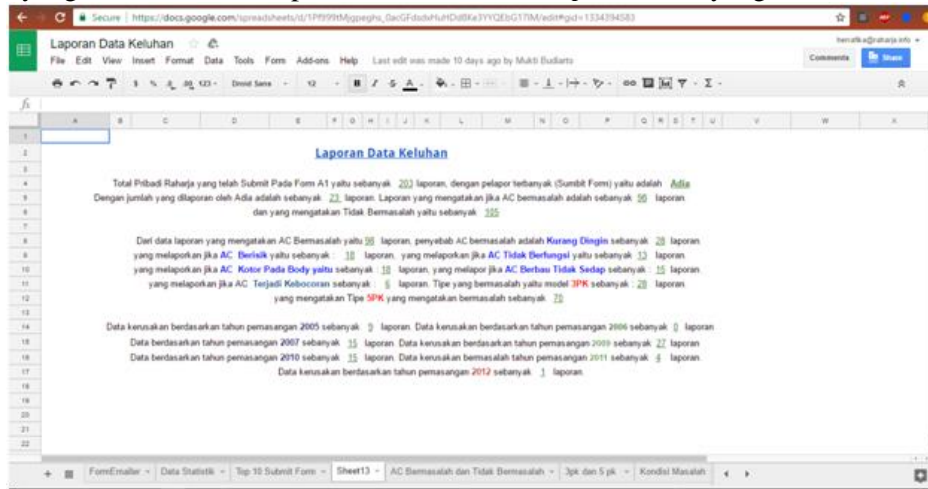 Secure https://docs.google.com/spreadsheets/d/
Laporan Data Keluhan
File Edit View Insert Format Data Tools Form Add-ons Help Last edit was made 10 days ago by Mukti Budiarto
Comments Share
123 Droid Sans 12
Laporan Data Keluhan
Total Pribadi Raharja yang telah Submit Pada Form A1 yaitu sebanyak 203 laporan, dengan pelapor terbanyak (Sumbit Form) yaitu adalah Adia
Dengan jumlah yang dilaporan oleh Adia adalah sebanyak 23 laporan. Laporan yang mengatakan jika AC bermasalah adalah sebanyak 98 laporan
dan yang mengatakan Tidak Bermasalah yaitu sebanyak 105
Dari data laporan yang mengatakan AC Bermasalah yaitu 98 laporan, penyebab AC bermasalah adalah Kurang Dingin sebanyak 28 laporan
yang melaporkan jika AC Berisik yaitu sebanyak : 18 laporan, yang melaporkan jika AC Tidak Berfungsi yaitu sebanyak 13 laporan
yang melaporkan jika AC Kotor Pada Body yaitu sebanyak : 18 laporan, yang melapor jika AC Berbau Tidak Sedap sebanyak : 15 laporan
yang melaporkan jika AC Terjadi Kebocoran sebanyak : 6 laporan. Tipe yang bermasalah yaitu model 3PK sebanyak : 28 laporan
yang mengatakan Tipe 5PK yang mengatakan bermasalah sebanyak 70
Data kerusakan berdasarkan tahun pemasangan 2005 sebanyak 9 laporan. Data kerusakan berdasarkan tahun pemasangan 2006 sebanyak 0 laporan
Data berdasarkan tahun pemasangan 2007 sebanyak 15 laporan. Data kerusakan berdasarkan tahun pemasangan 2009 sebanyak 27 laporan
Data berdasarkan tahun pemasangan 2010 sebanyak 15 laporan. Data kerusakan bermasalah tahun pemasangan 2011 sebanyak 4 laporan
Data kerusakan berdasarkan tahun pemasangan 2012 sebanyak 1 laporan
FormEmailer Data Statistik Top 10 Submit Form Sheet13 AC Bermasalah dan Tidak Bermasalah 3pk dan 5 pk Kondisi Masalah